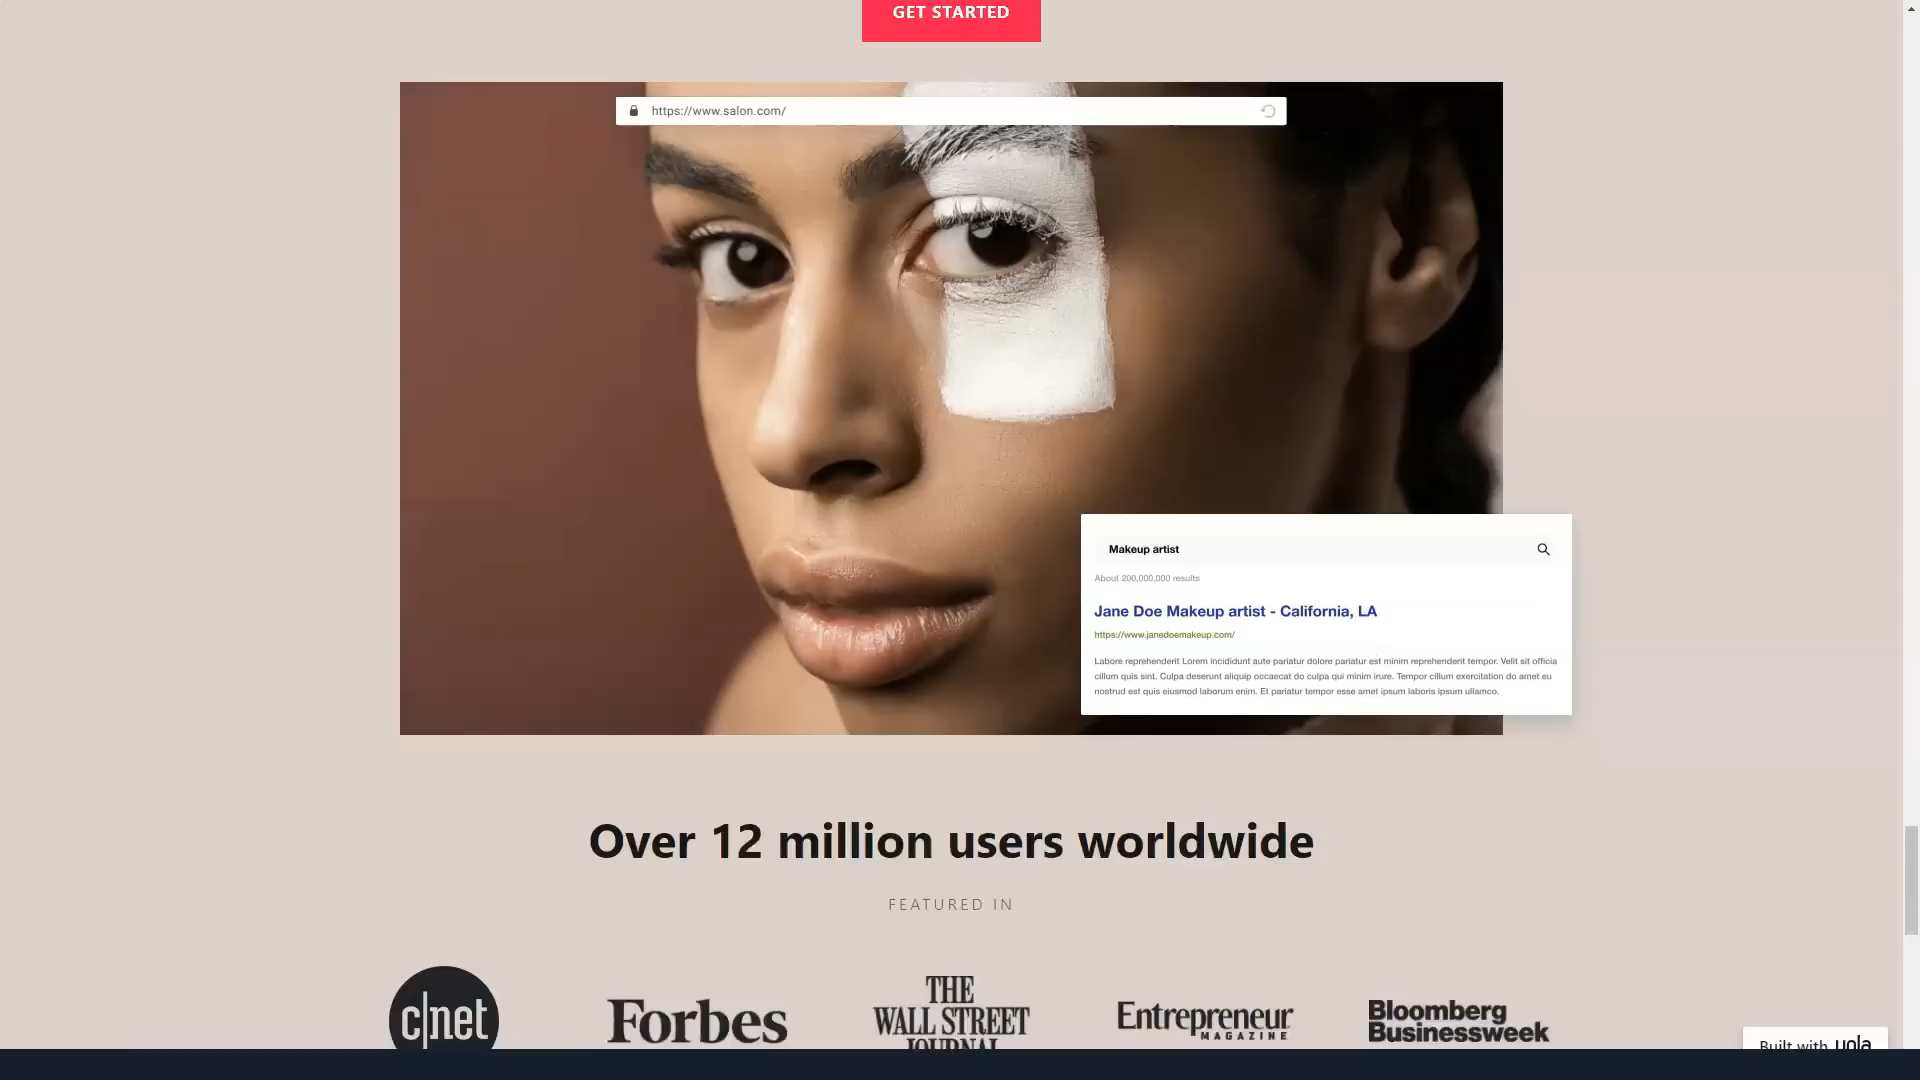 GET STARTED
https://www.salon.com/
Makeup artist
About 200,000,000 results
Jane Doe Makeup artist - California, LA
https://www.janedoemakeup.com/
Labore reprehenderit Lorem incididunt aute pariatur dolore pariatur est minim reprehenderit tempor. Velit sit officia
cillum quis sint. Culpa deserunt aliquip occaecat do culpa qui minim irure. Tempor cillum exercitation do amet eu
nostrud est quis eiusmod laborum enim. Et pariatur tempor esse amet ipsum laboris ipsum ullamco.
Over 12 million users worldwide
FEATURED IN
c|net
Forbes
THE
WALL STREET
JOURNAL
Entrepreneur
MAGAZINE
Bloomberg
Businessweek
Built with yola